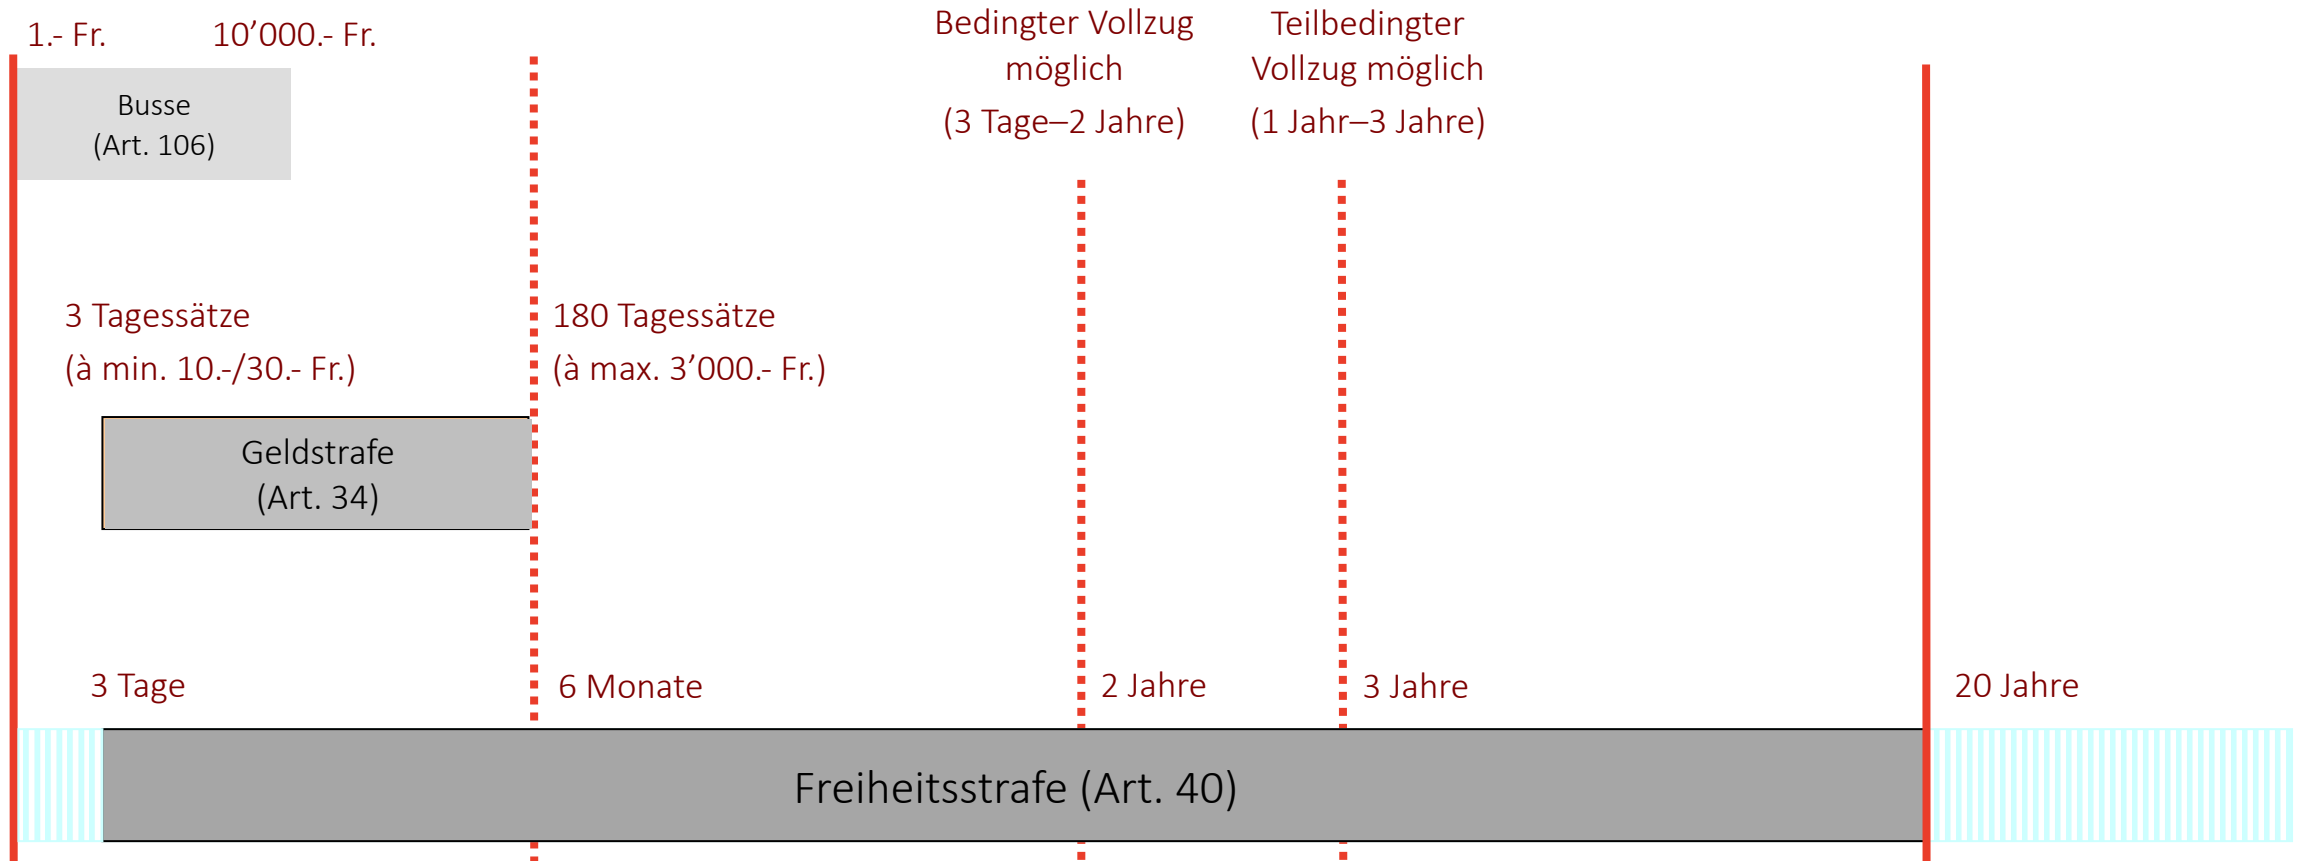 1.- Fr.
10’000.- Fr.
Bedingter Vollzug
möglich
(3 Tage–2 Jahre)
Teilbedingter
Vollzug möglich
(1 Jahr–3 Jahre)
Busse
(Art. 106)
3 Tagessätze
(à min. 10.-/30.- Fr.)
180 Tagessätze
(à max. 3’000.- Fr.)
Geldstrafe
(Art. 34)
3 Tage
6 Monate
2 Jahre
3 Jahre
20 Jahre
Freiheitsstrafe (Art. 40)